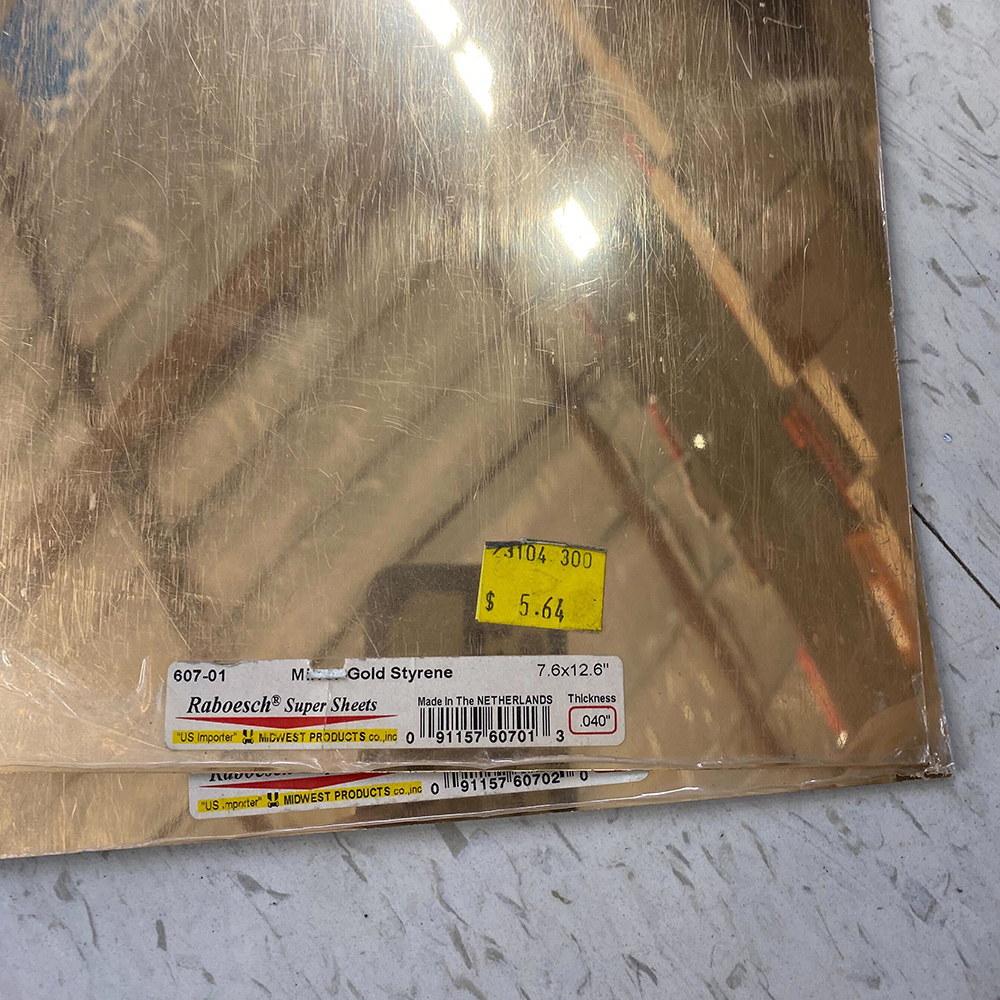 23104 300
$ 5.64
607-01 Gold Styrene 7.6x12.6"
Raboesch® Super Sheets
Made In The NETHERLANDS
Thickness
.040"
"US Importer" MIDWEST PRODUCTS co.,inc
0 91157 60701 3
Raboesch
"US Importer" MIDWEST PRODUCTS co.,inc
0 91157 60702 0